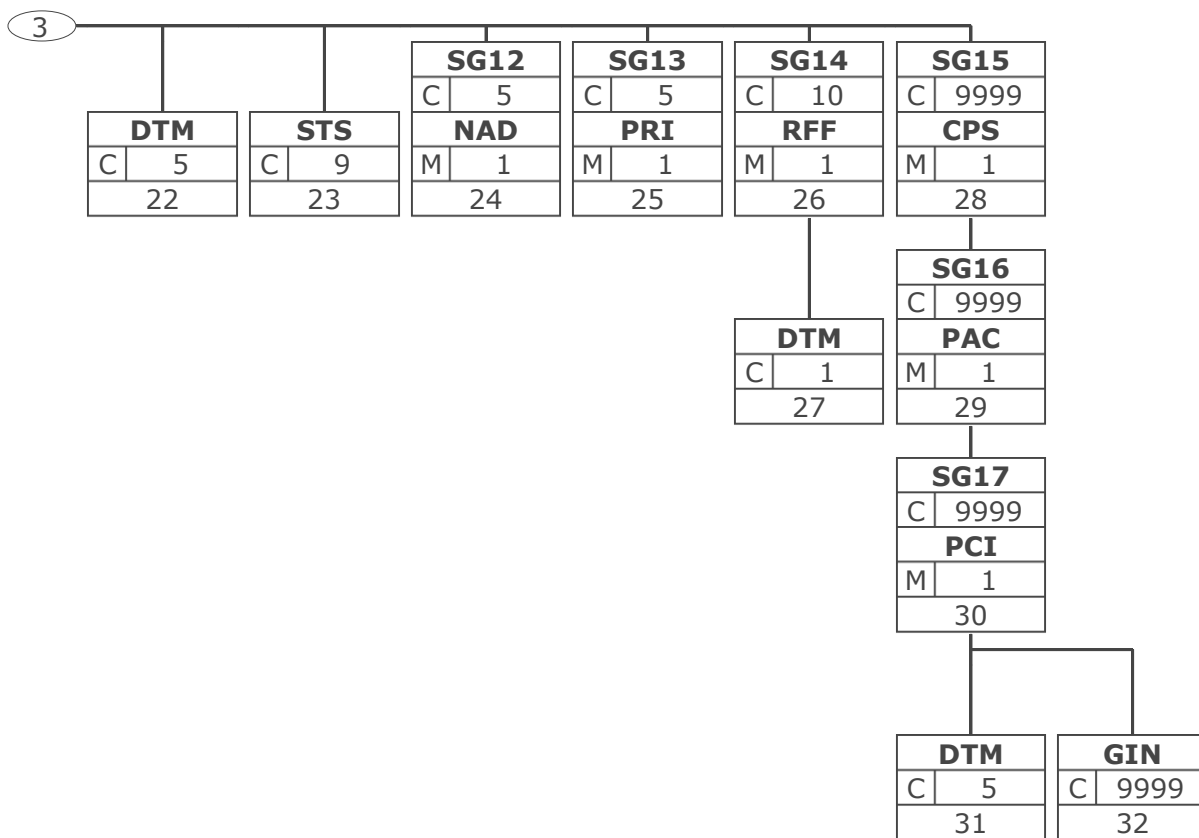 3
SG12 SG13 SG14 SG15
C 5 C 5 C 10 C 9999
DTM STS NAD PRI RFF CPS
C 5 C 9 M 1 M 1 M 1 M 1
22 23 24 25 26 28
SG16
C 9999
DTM PAC
C 1 M 1
27 29
SG17
C 9999
PCI
M 1
30
DTM GIN
C 5 C 9999
31 32